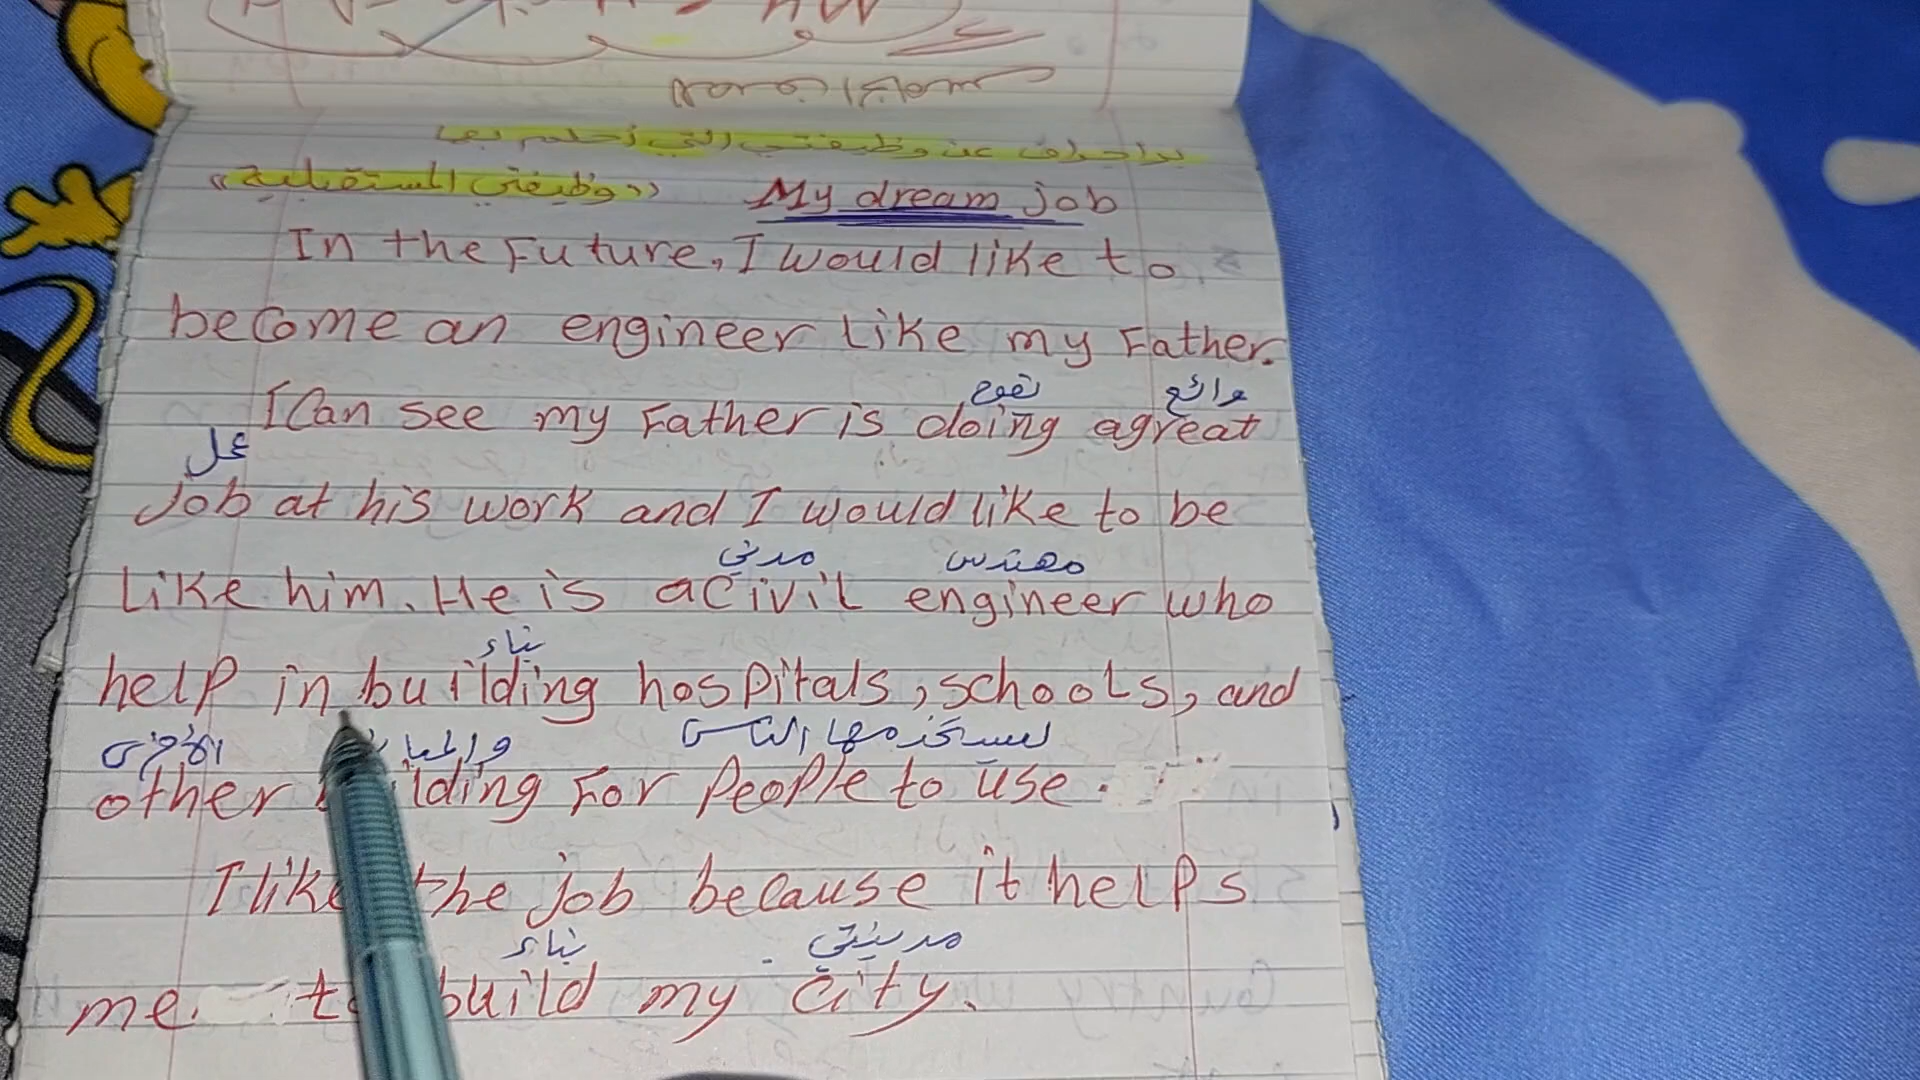 براجراف عن وظيفتي التي أحلم بها
My dream job «وظيفتي المستقبلية»
In the Future, I would like to
become an engineer like my Father.
تقوم رائع
I Can see my Father is doing a great
عمل
Job at his work and I would like to be
مدني مهندس
like him. He is a Civil engineer who
بناء
help in building hospitals, schools, and
الأخرى ليستخدمها الناس
other lding For People to use.
I like the job because it helps
بناء مدينتي
me to build my city.